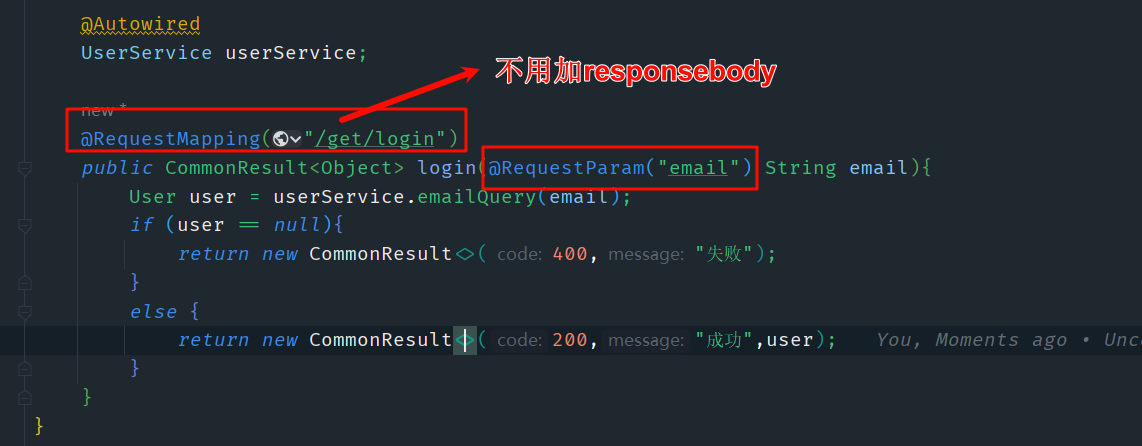 @Autowired
UserService userService;
不用加responsebody
new *
@RequestMapping("/get/login")
public CommonResult<Object> login(@RequestParam("email") String email){
User user = userService.emailQuery(email);
if (user == null){
return new CommonResult<>( code: 400, message: "失败");
}
else {
return new CommonResult<>( code: 200, message: "成功",user); You, Moments ago • Unco
}
}
}